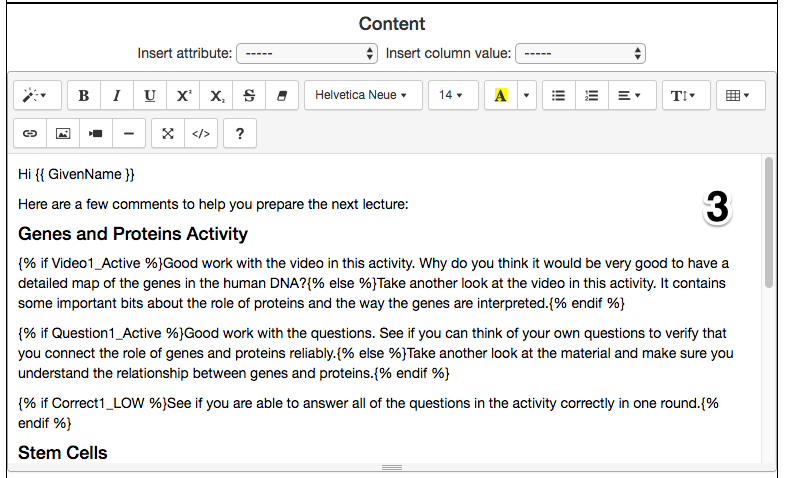 Content
Insert attribute: ----- Insert column value: -----
B I U X² X₂ S Helvetica Neue 14 A T
</> ?
Hi {{ GivenName }}
Here are a few comments to help you prepare the next lecture:
3
Genes and Proteins Activity
{% if Video1_Active %}Good work with the video in this activity. Why do you think it would be very good to have a
detailed map of the genes in the human DNA?{% else %}Take another look at the video in this activity. It contains
some important bits about the role of proteins and the way the genes are interpreted.{% endif %}
{% if Question1_Active %}Good work with the questions. See if you can think of your own questions to verify that
you connect the role of genes and proteins reliably.{% else %}Take another look at the material and make sure you
understand the relationship between genes and proteins.{% endif %}
{% if Correct1_LOW %}See if you are able to answer all of the questions in the activity correctly in one round.{%
endif %}
Stem Cells